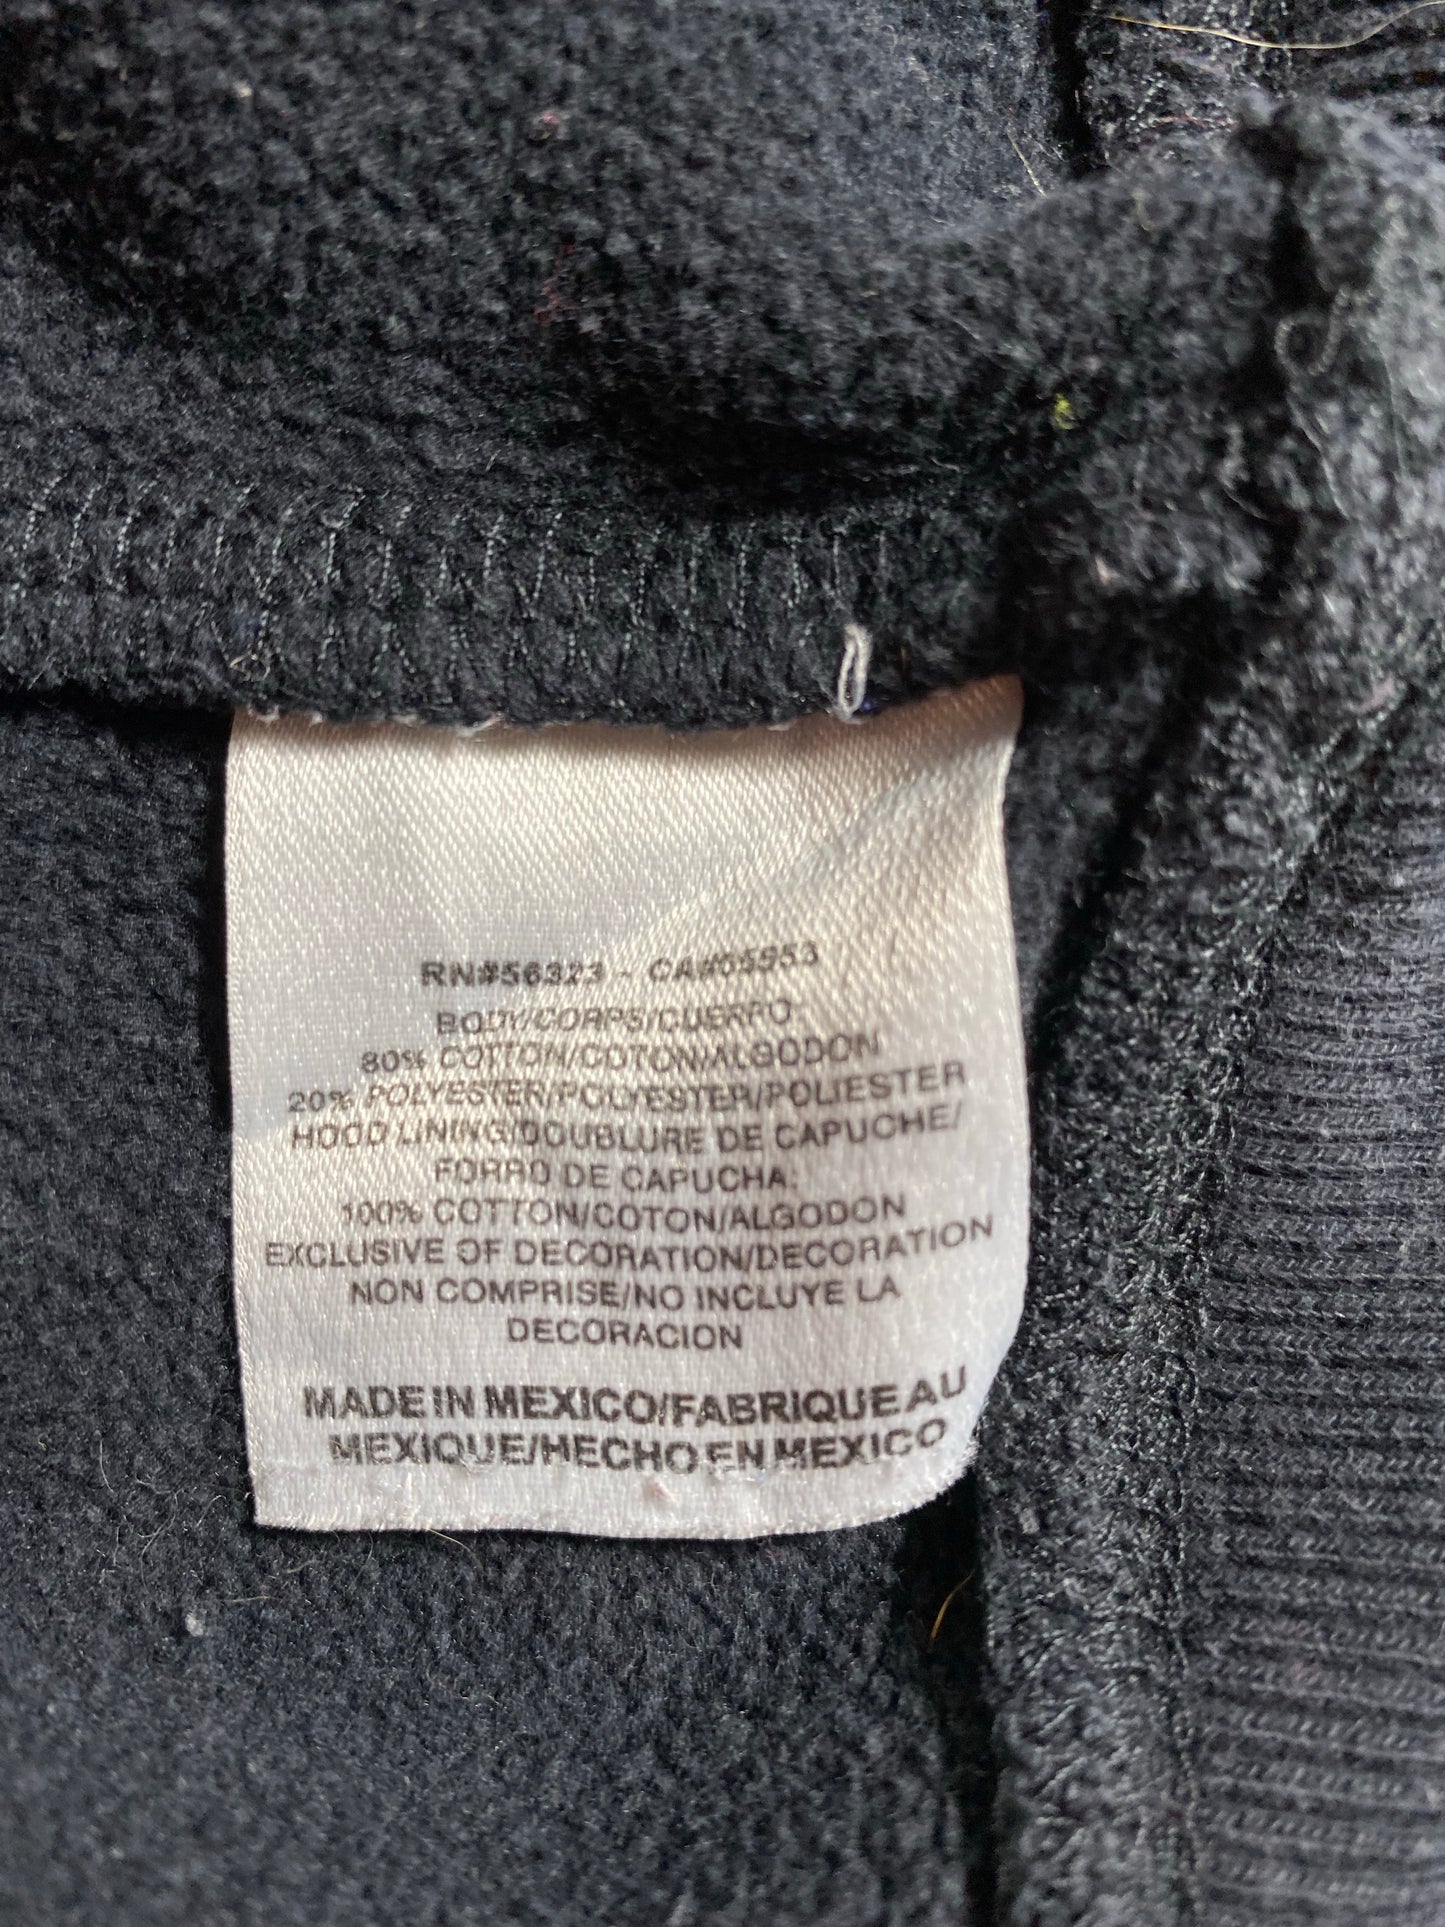 RN#56323 - CA#05953
BODY/CORPS/CUERPO:
80% COTTON/COTON/ALGODON
20% POLYESTER/POLYESTER/POLIESTER
HOOD LINING/DOUBLURE DE CAPUCHE/
FORRO DE CAPUCHA:
100% COTTON/COTON/ALGODON
EXCLUSIVE OF DECORATION/DECORATION
NON COMPRISE/NO INCLUYE LA
DECORACION
MADE IN MEXICO/FABRIQUE AU
MEXIQUE/HECHO EN MEXICO